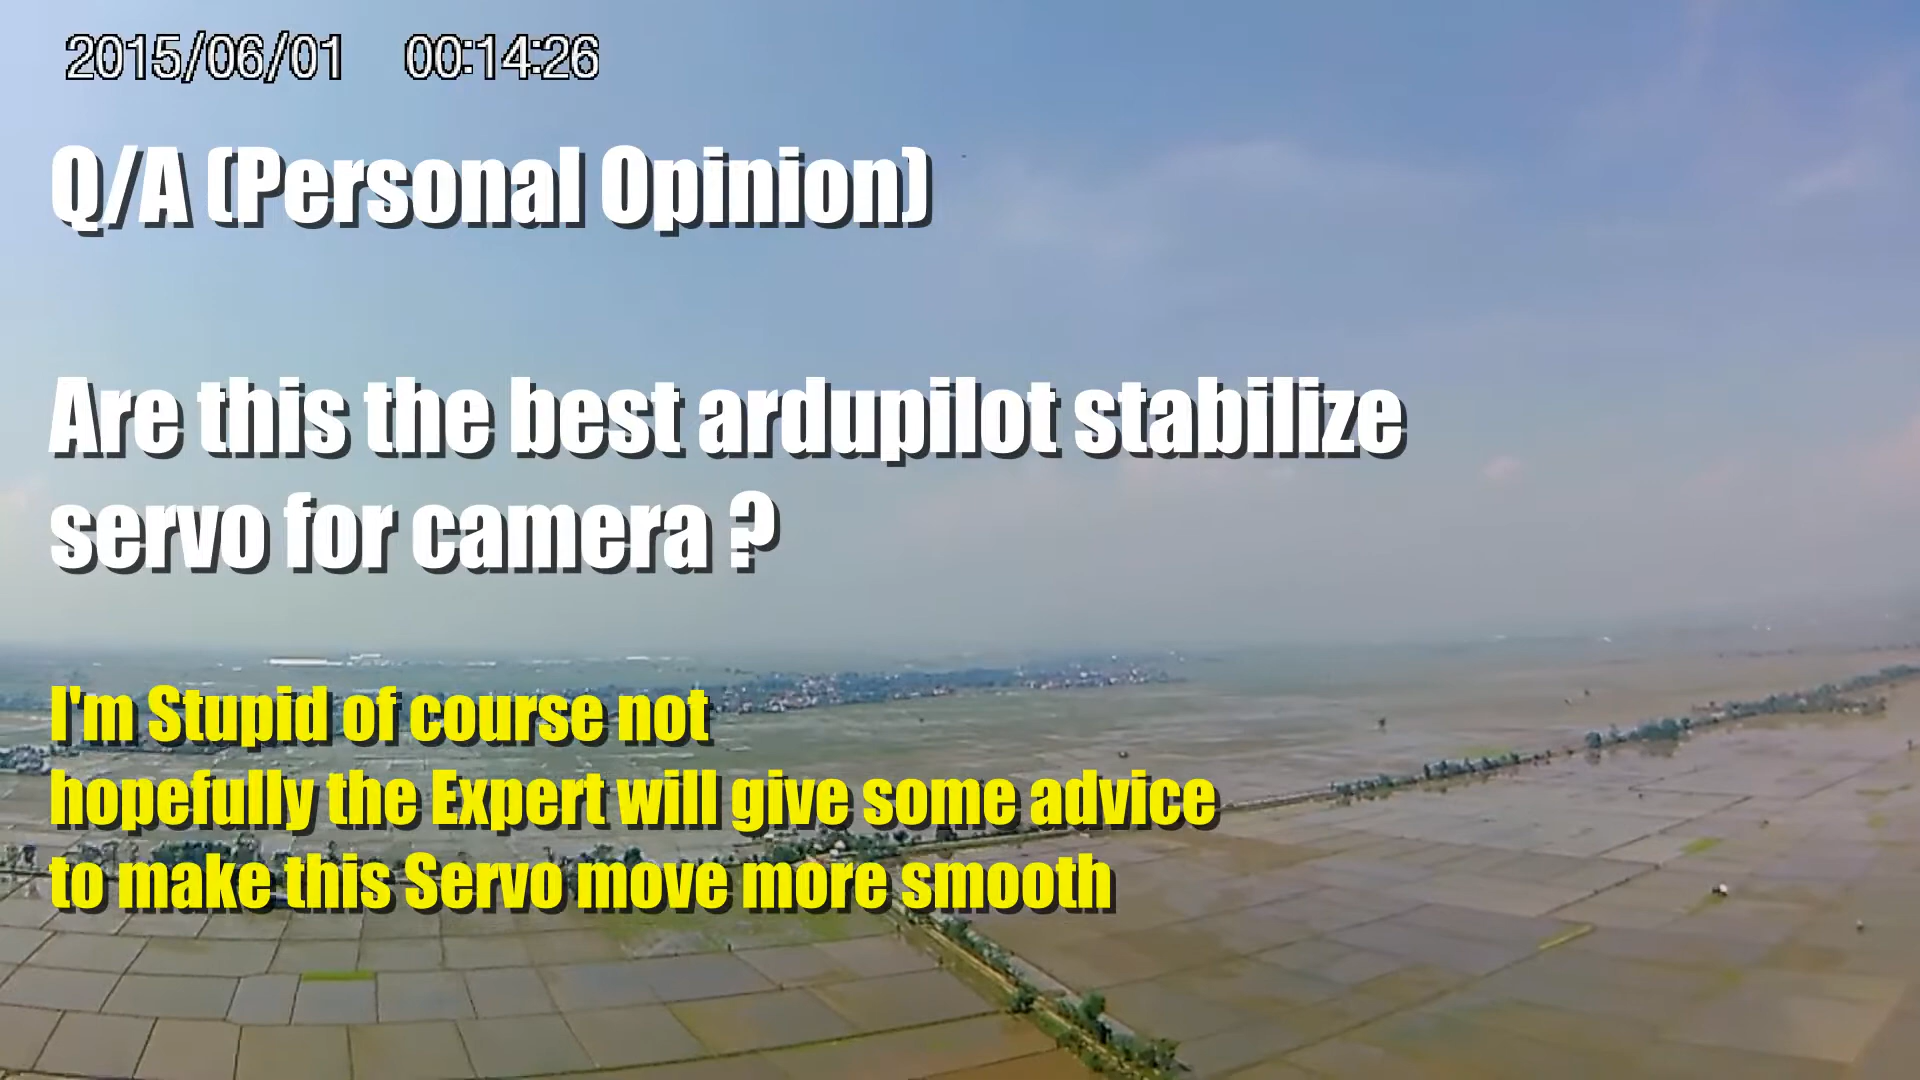 2015/06/01 00:14:26
Q/A (Personal Opinion)
Are this the best ardupilot stabilize
servo for camera ?
I'm Stupid of course not
hopefully the Expert will give some advice
to make this Servo move more smooth